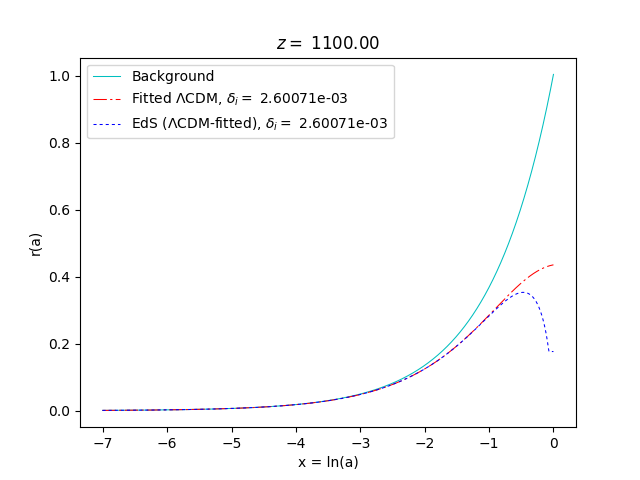 z = 1100.00
Background
Fitted ΛCDM, δi = 2.60071e-03
EdS (ΛCDM-fitted), δi = 2.60071e-03
r(a)
1.0
0.8
0.6
0.4
0.2
0.0
−7 −6 −5 −4 −3 −2 −1 0
x = ln(a)